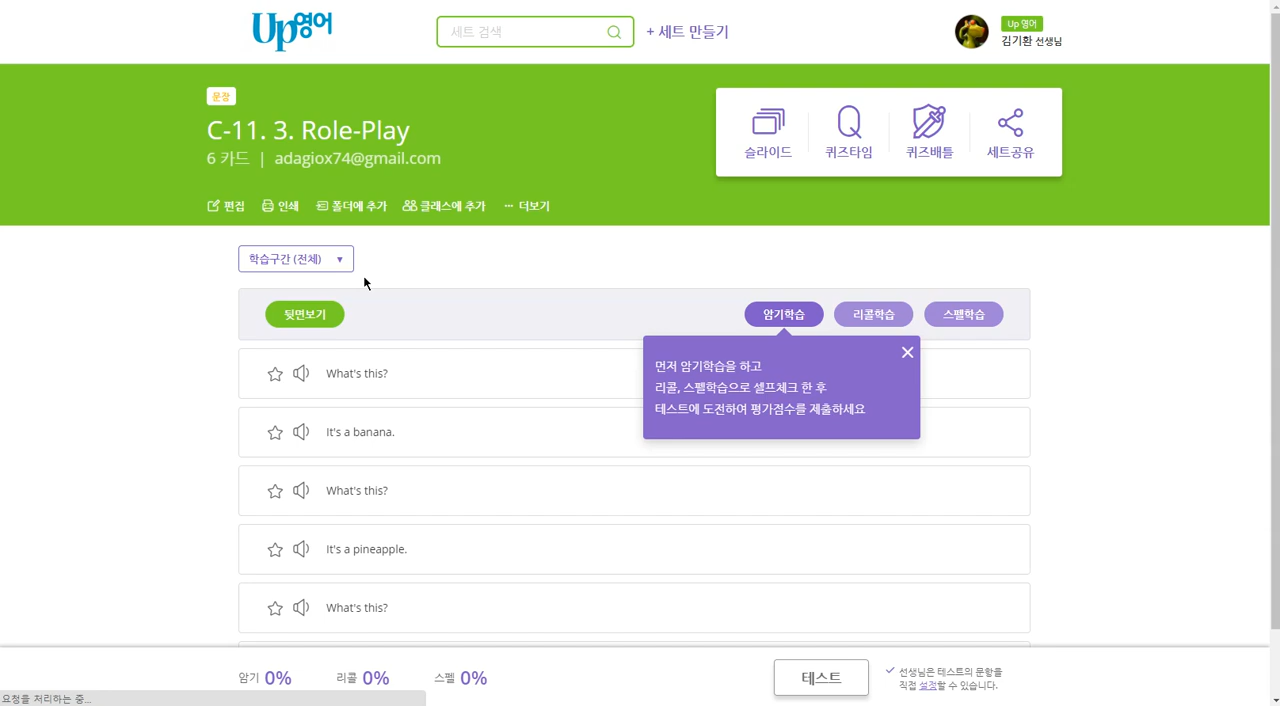 Up영어
세트 검색
+ 세트 만들기
Up 영어
김기환 선생님
문장
C-11. 3. Role-Play
6 카드 | adagiox74@gmail.com
슬라이드
퀴즈타임
퀴즈배틀
세트공유
편집
인쇄
폴더에 추가
클래스에 추가
··· 더보기
학습구간 (전체) ▼
뒷면보기
암기학습
리콜학습
스펠학습
먼저 암기학습을 하고
리콜, 스펠학습으로 셀프체크 한 후
테스트에 도전하여 평가점수를 제출하세요
What's this?
It's a banana.
What's this?
It's a pineapple.
What's this?
암기 0%
리콜 0%
스펠 0%
테스트
선생님은 테스트의 문항을
직접 설정할 수 있습니다.
요청을 처리하는 중...